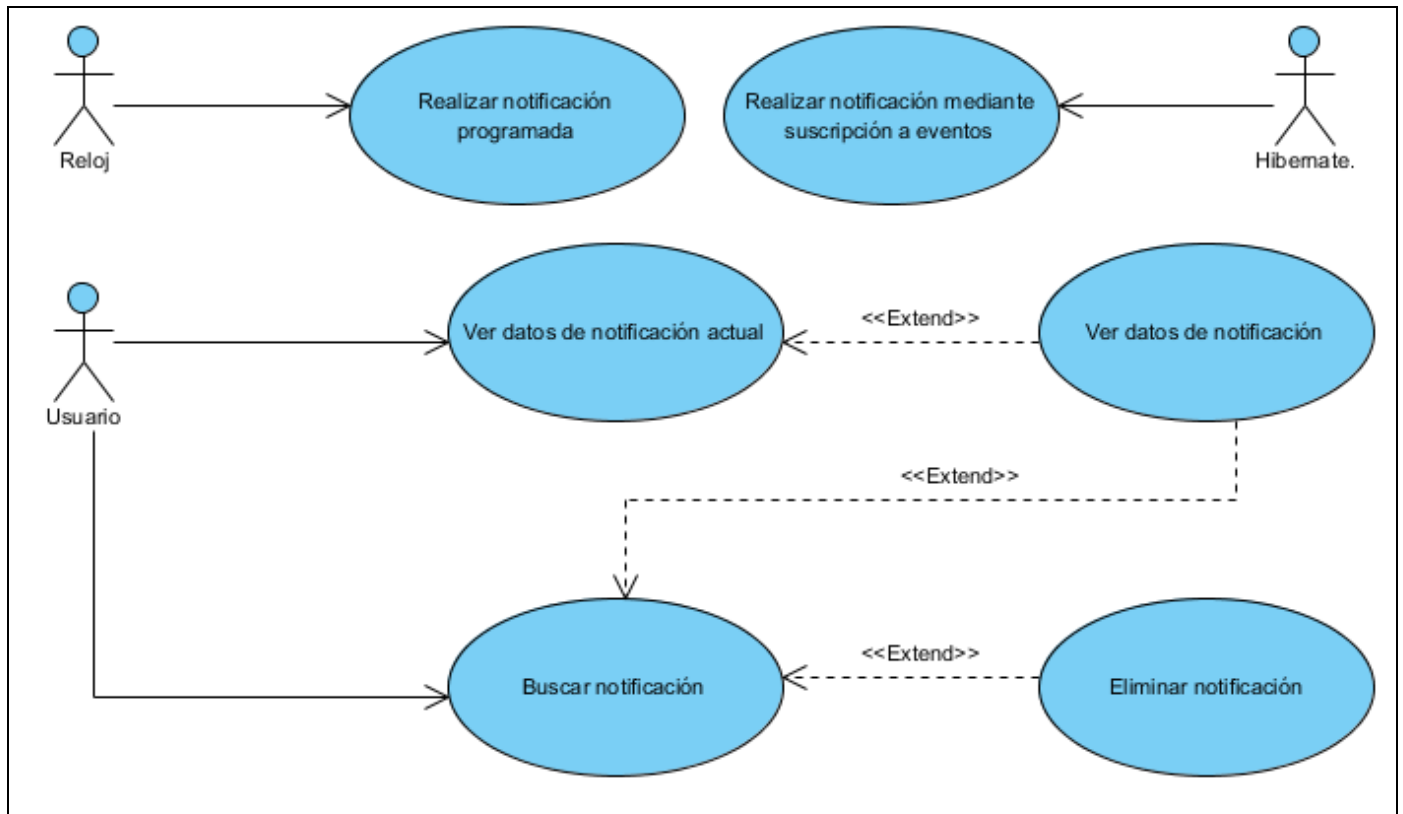 Realizar notificación
programada
Realizar notificación mediante
suscripción a eventos
Reloj
Hibernate.
Ver datos de notificación actual
<<Extend>>
Ver datos de notificación
Usuario
<<Extend>>
Buscar notificación
<<Extend>>
Eliminar notificación